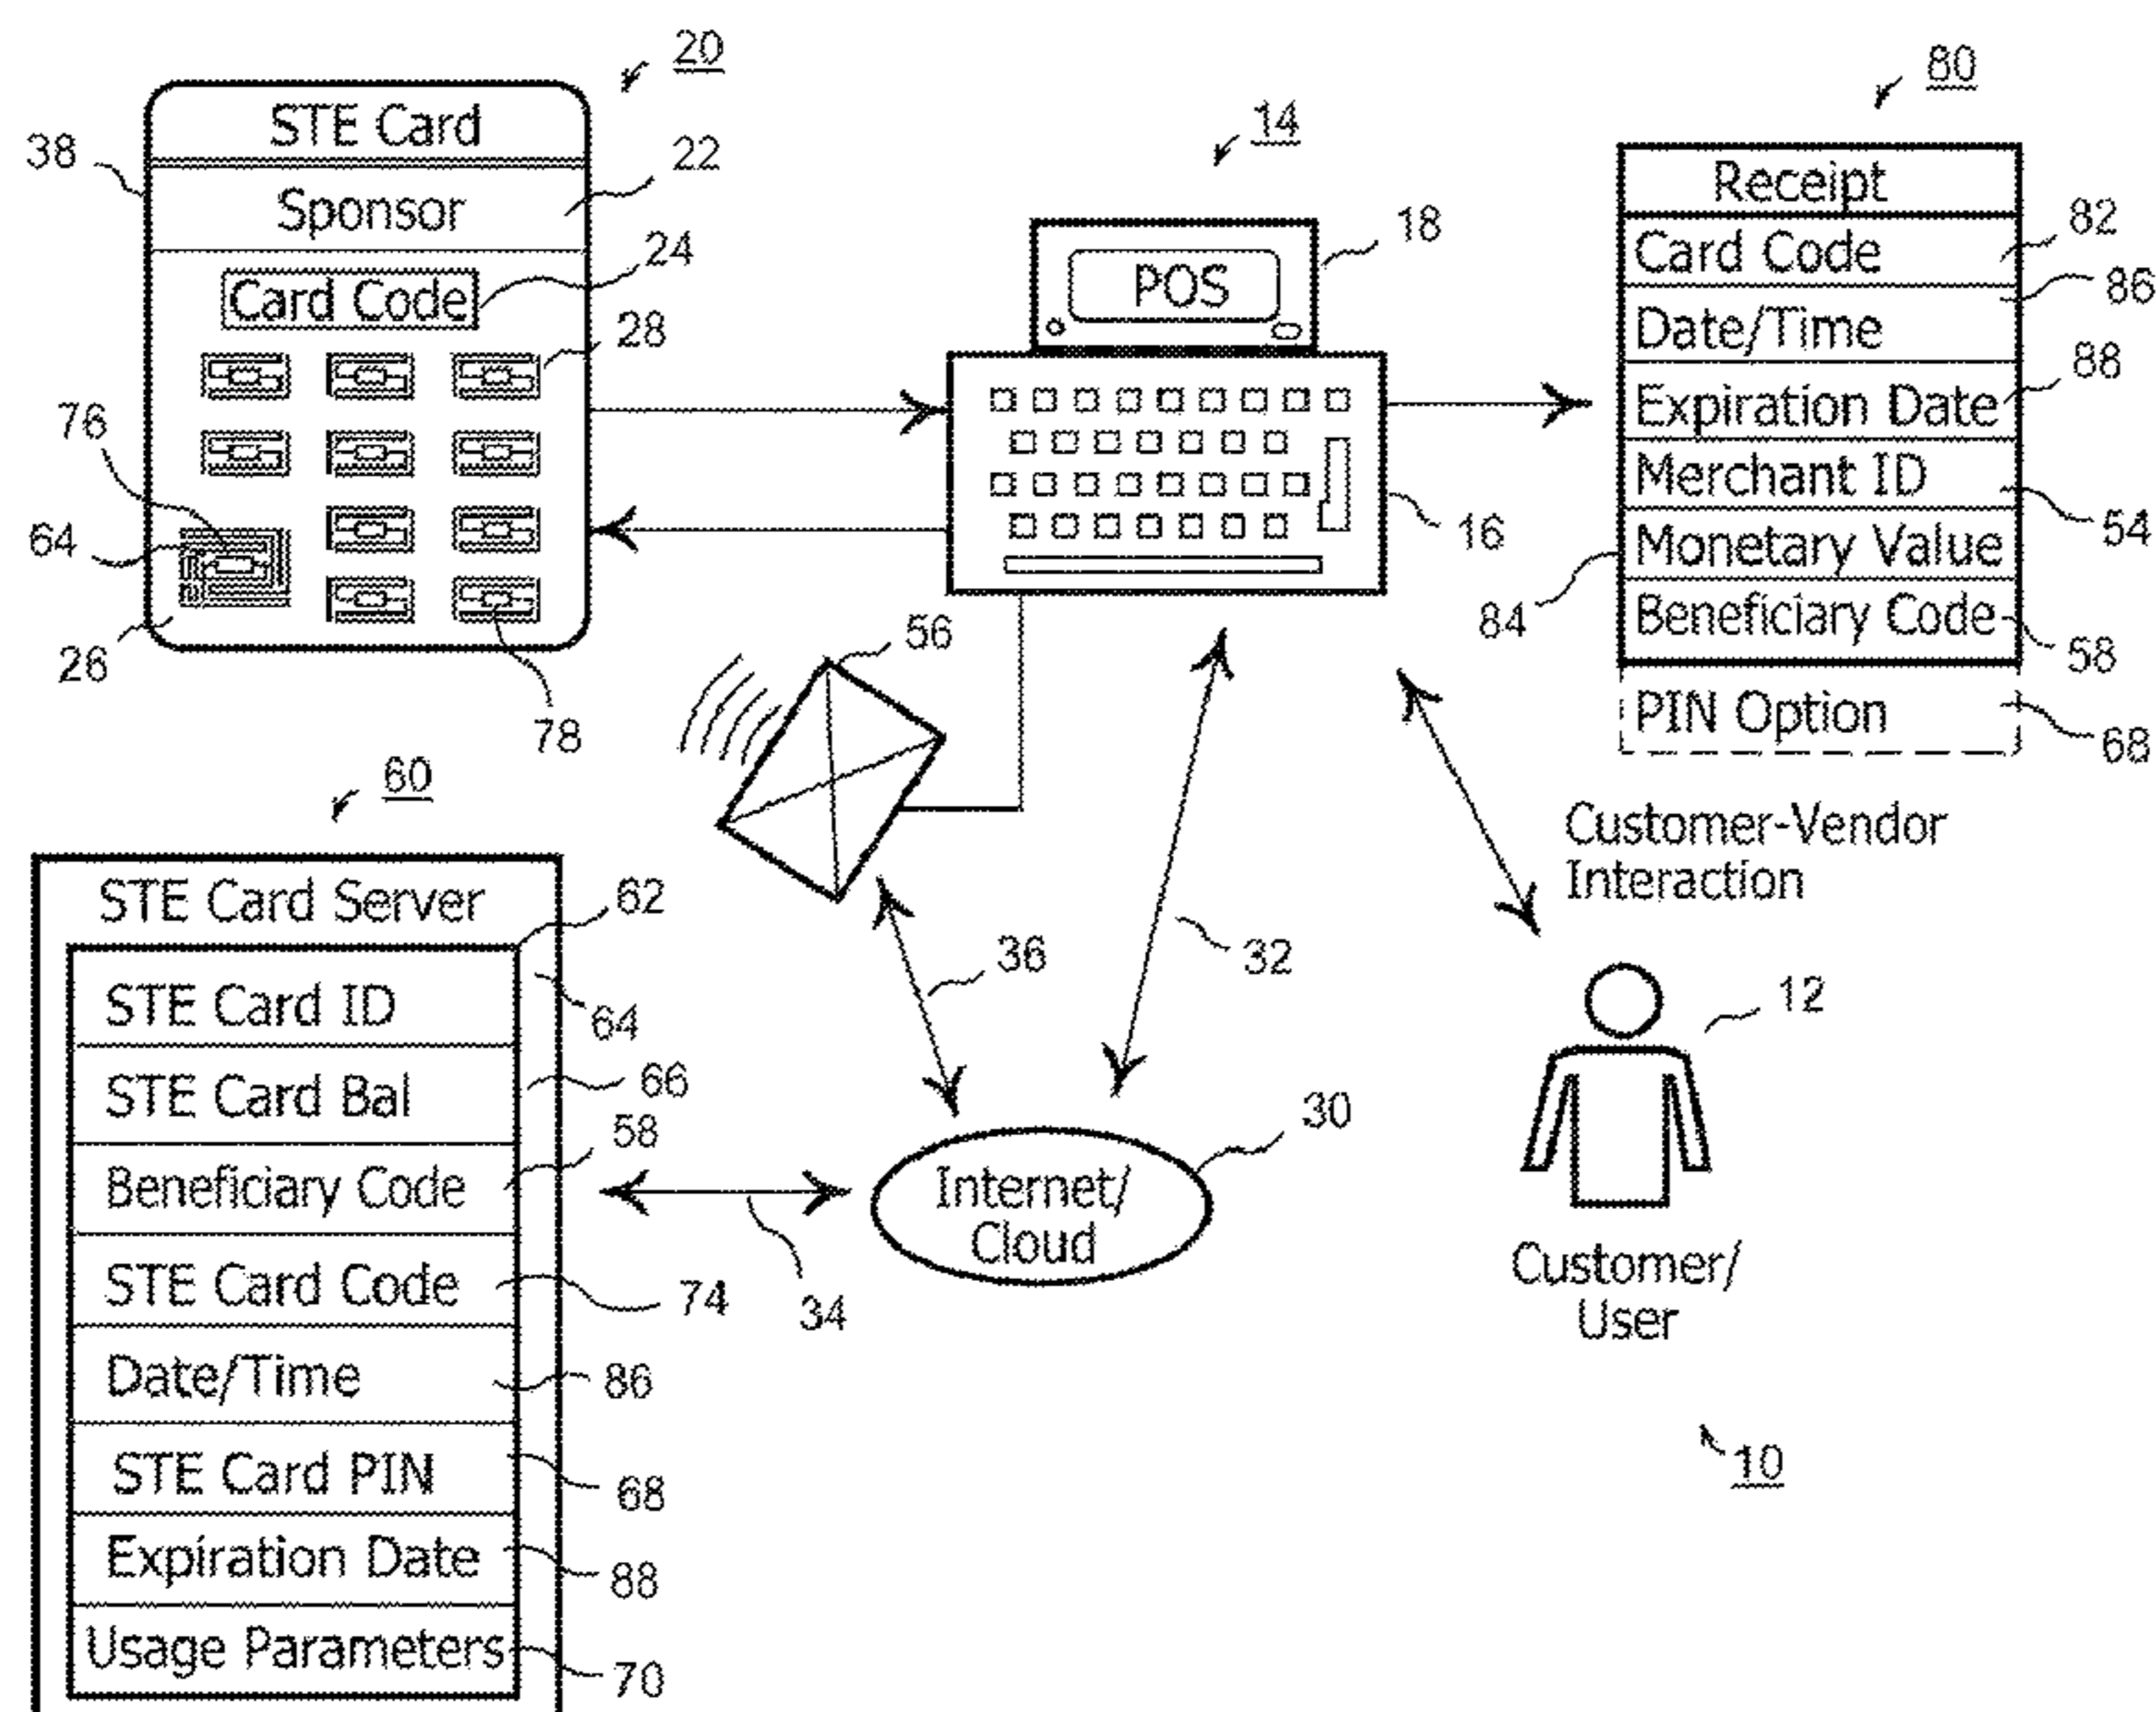 20
STE Card
38
22
Sponsor
24
Card Code
28
76
64
26
78
14
18
POS
16
80
Receipt
82
Card Code
86
Date/Time
88
Expiration Date
Merchant ID
54
Monetary Value
84
Beneficiary Code
58
PIN Option
68
56
Customer-Vendor
Interaction
36
32
12
Customer/
User
30
Internet/
Cloud
34
60
STE Card Server
62
STE Card ID
64
STE Card Bal
66
58
Beneficiary Code
STE Card Code
74
Date/Time
86
STE Card PIN
68
Expiration Date
88
Usage Parameters
70
10